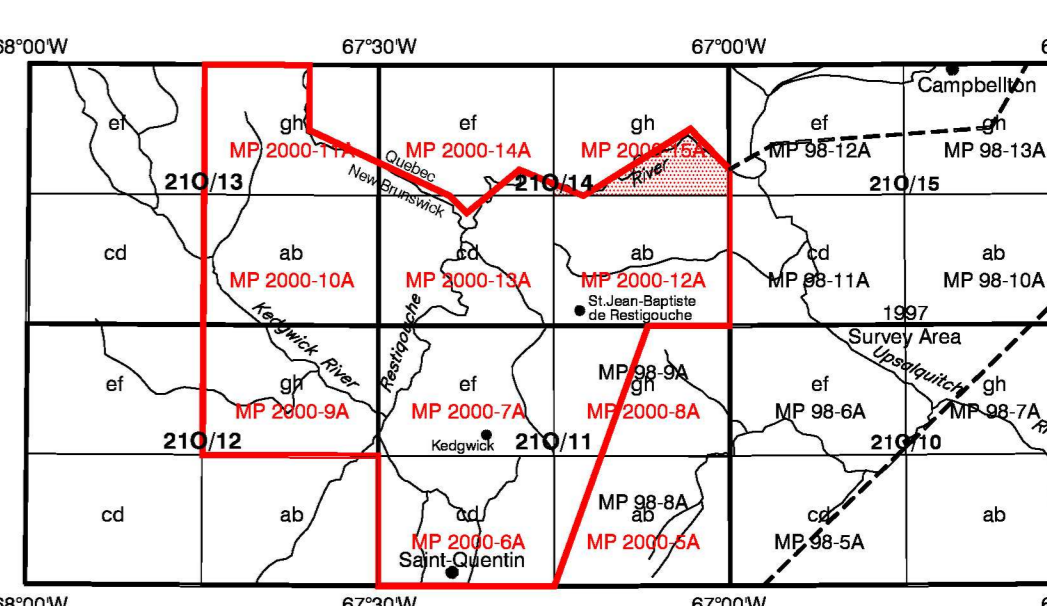 68°00'W 67°30'W 67°00'W 6
Campbellton
ef gh ef gh ef gh
MP 2000-11A MP 2000-14A MP 2000-15A MP 98-12A MP 98-13A
Quebec
New Brunswick
River
21O/13 21O/14 21O/15
cd ab cd ab cd ab
MP 2000-10A MP 2000-13A MP 2000-12A MP 98-11A MP 98-10A
St.Jean-Baptiste
de Restigouche
1997
Survey Area
Kedgwick River
Restigouche
Upsalquitch
MP 98-9A
ef gh ef gh ef gh
MP 2000-9A MP 2000-7A MP 2000-8A MP 98-6A MP 98-7A
R
Kedgwick
21O/12 21O/11 21O/10
MP 98-8A
cd ab cd ab cd ab
MP 2000-6A MP 2000-5A MP 98-5A
Saint-Quentin
68°00'W 67°30'W 67°00'W 6